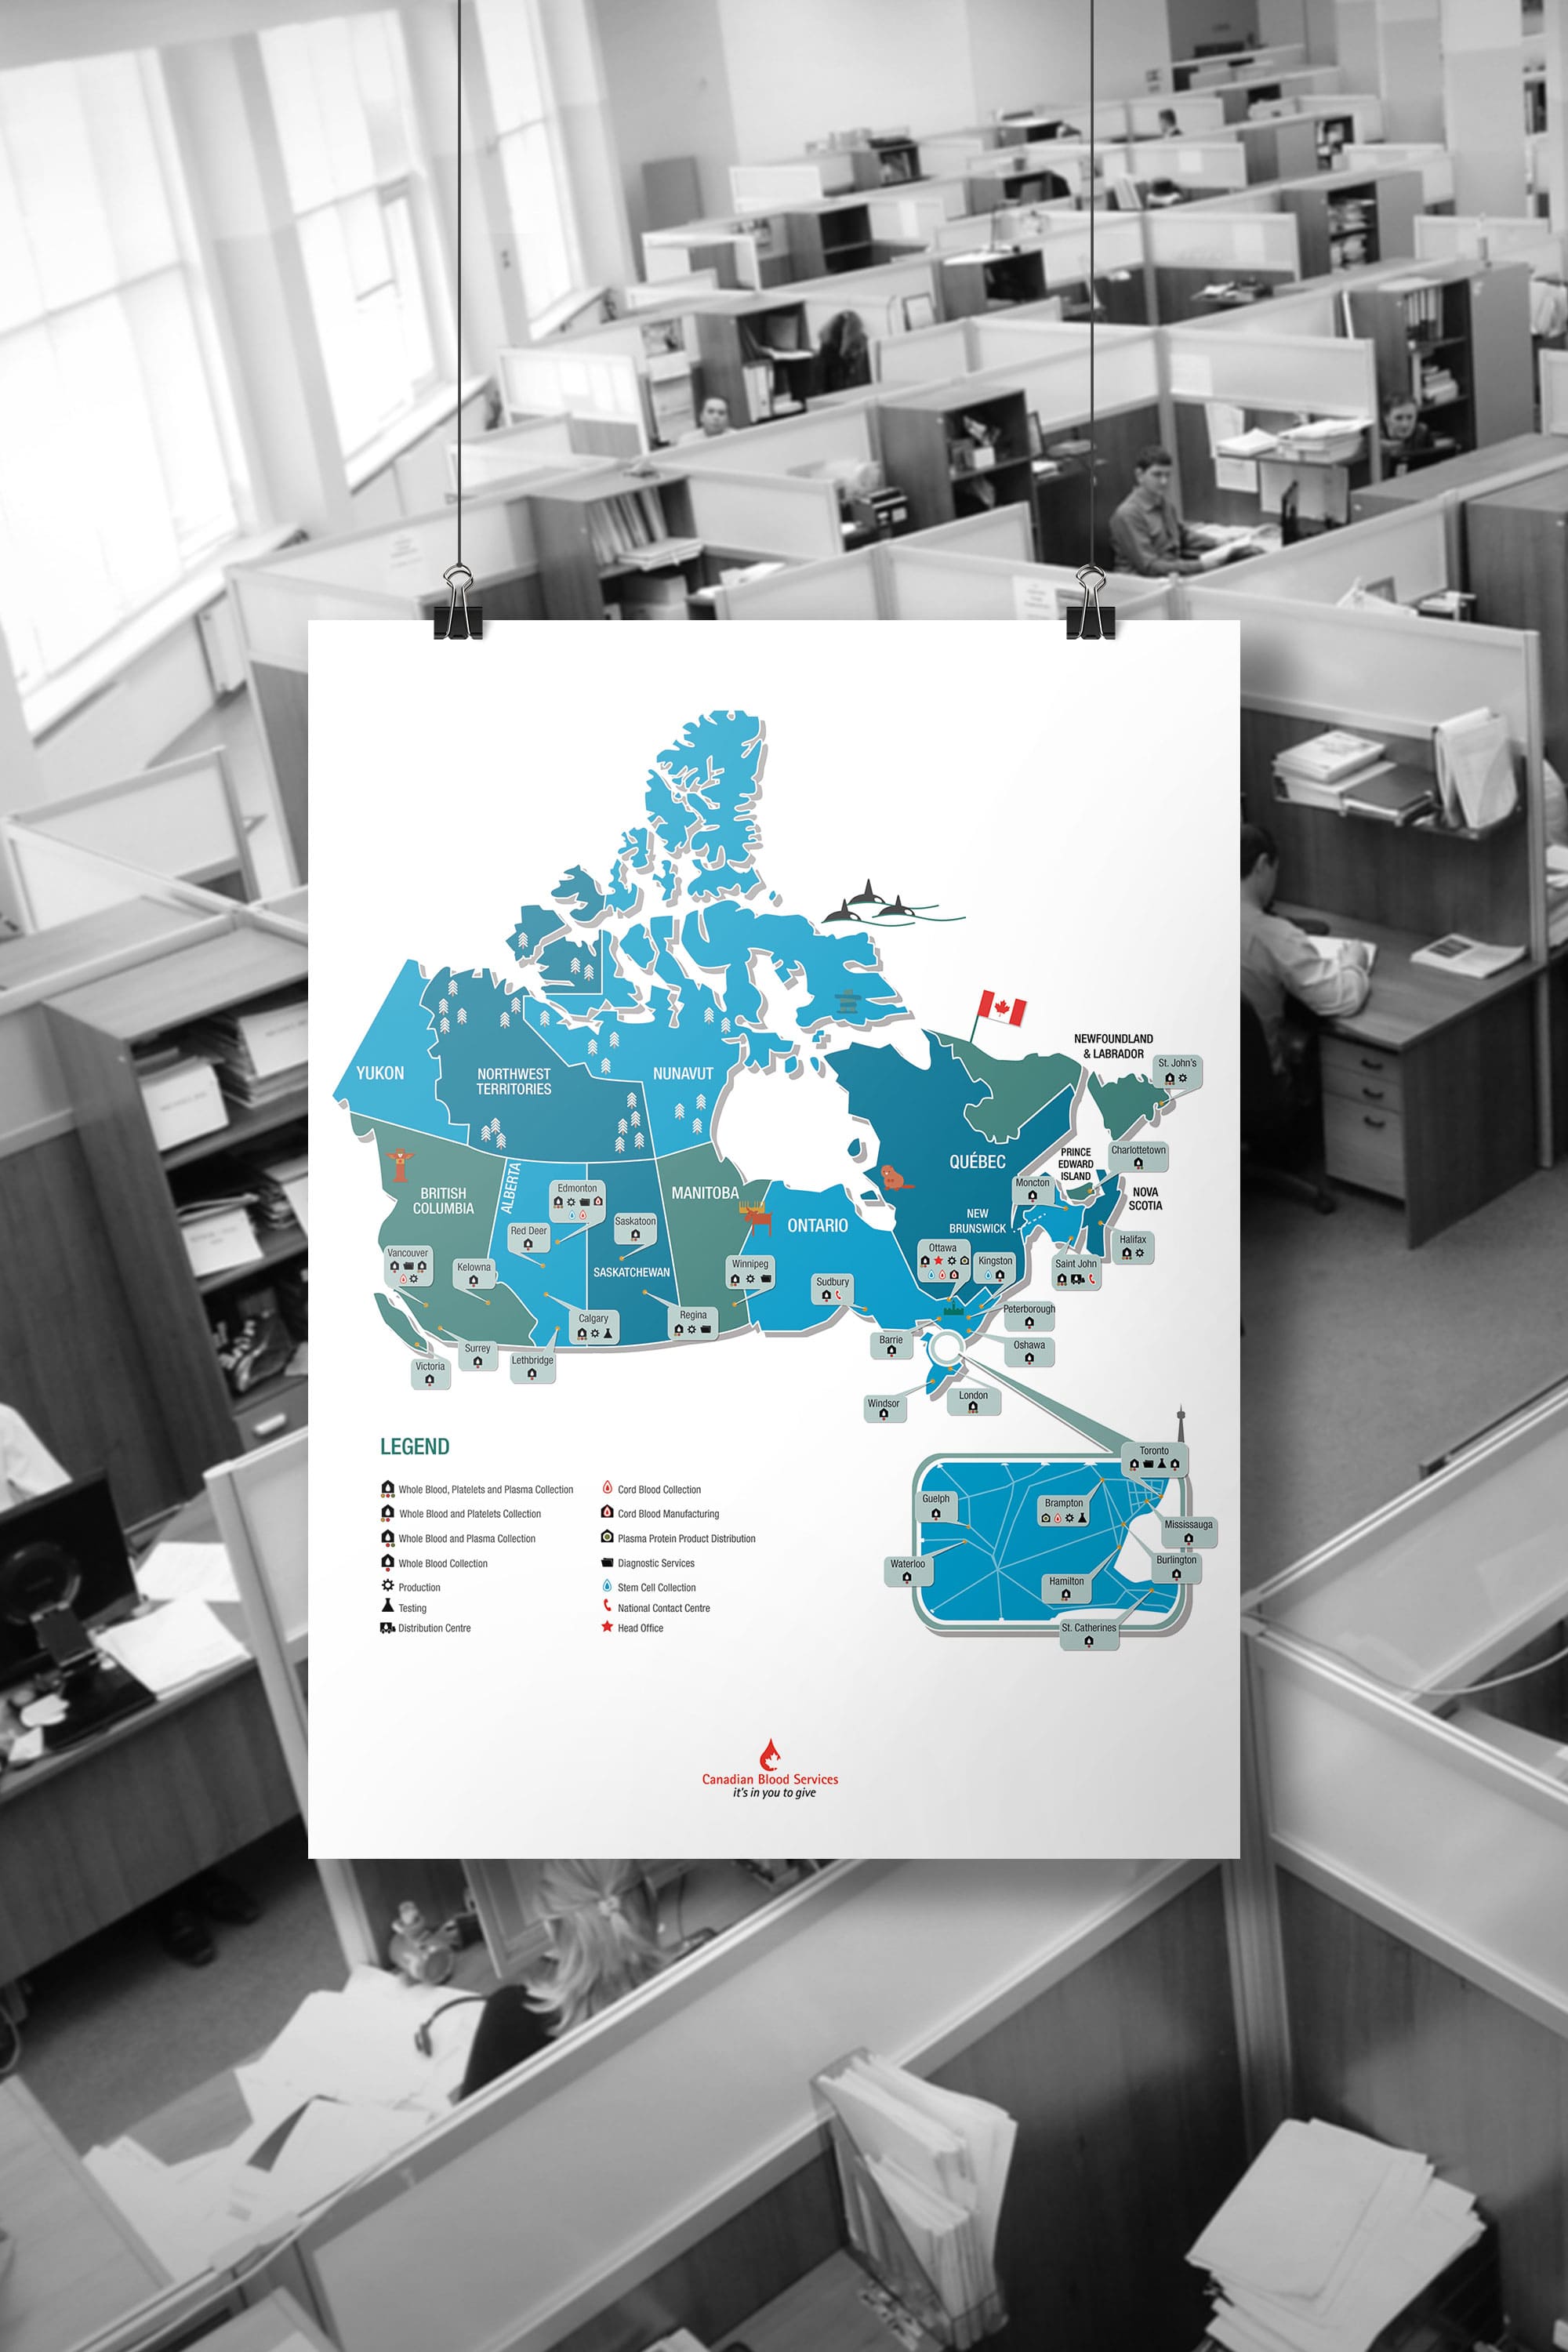 NEWFOUNDLAND
& LABRADOR
St. John's
YUKON
NORTHWEST
TERRITORIES
NUNAVUT
QUÉBEC
PRINCE
EDWARD
ISLAND
Charlottetown
Moncton
NOVA
SCOTIA
BRITISH
COLUMBIA
ALBERTA
Edmonton
MANITOBA
ONTARIO
NEW
BRUNSWICK
Red Deer
Saskatoon
Halifax
Vancouver
Kelowna
SASKATCHEWAN
Winnipeg
Sudbury
Ottawa
Kingston
Saint John
Calgary
Regina
Peterborough
Barrie
Oshawa
Victoria
Surrey
Lethbridge
Windsor
London
LEGEND
Whole Blood, Platelets and Plasma Collection
Whole Blood and Platelets Collection
Whole Blood and Plasma Collection
Whole Blood Collection
Production
Testing
Distribution Centre
Cord Blood Collection
Cord Blood Manufacturing
Plasma Protein Product Distribution
Diagnostic Services
Stem Cell Collection
National Contact Centre
Head Office
Toronto
Guelph
Brampton
Mississauga
Waterloo
Burlington
Hamilton
St. Catherines
Canadian Blood Services
it's in you to give